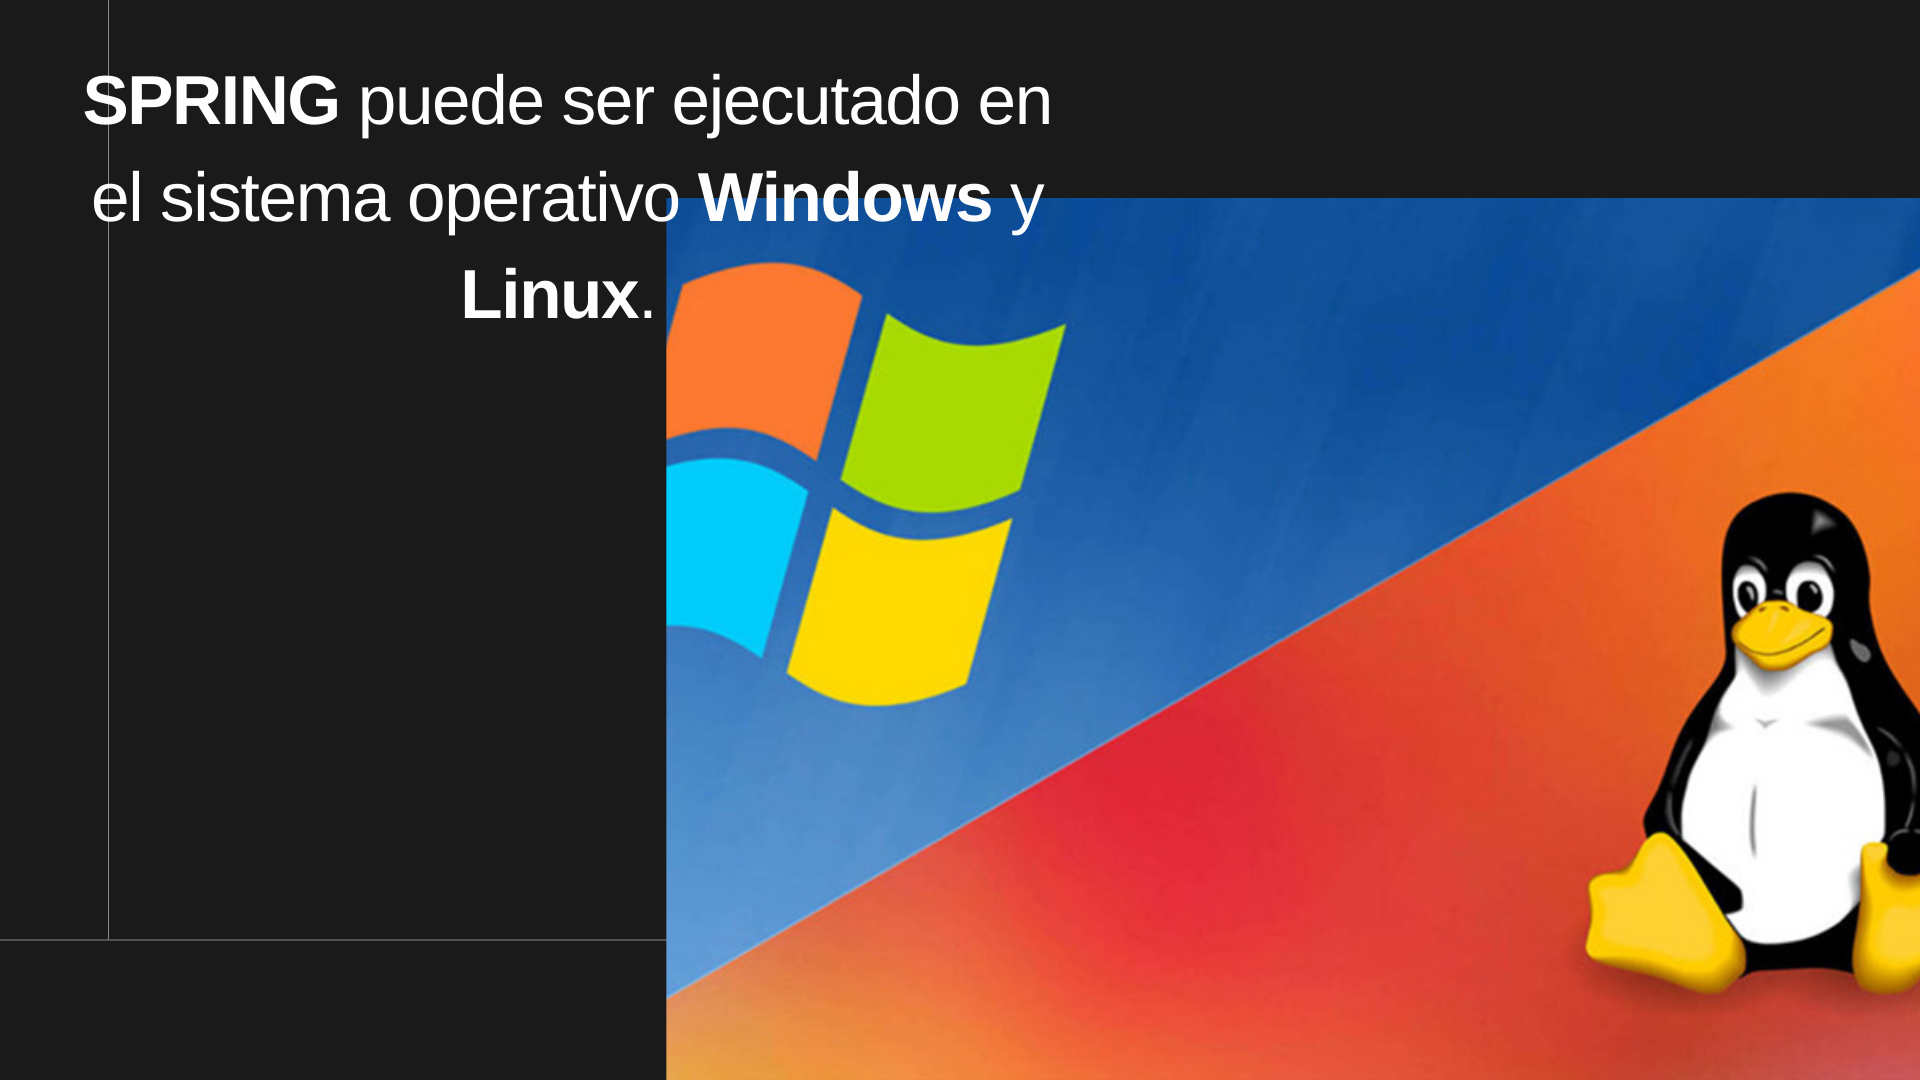 SPRING puede ser ejecutado en
el sistema operativo Windows y
Linux.